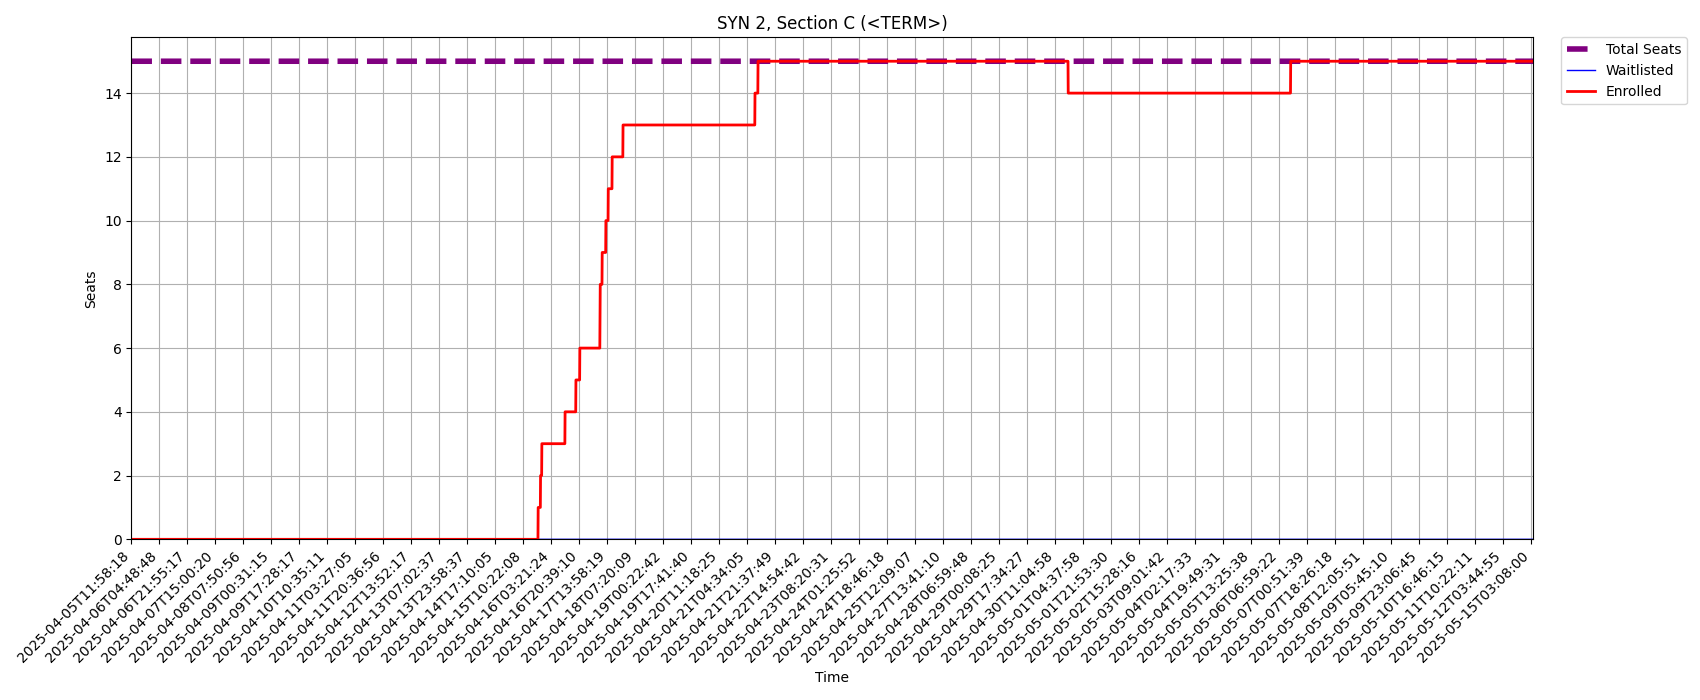 SYN 2, Section C (<TERM>)
Total Seats
Waitlisted
Enrolled
Seats
14
12
10
8
6
4
2
0
2025-04-05T11:58:18
2025-04-06T04:48:48
2025-04-06T21:55:17
2025-04-07T15:00:20
2025-04-08T07:50:56
2025-04-09T00:31:15
2025-04-09T17:28:17
2025-04-10T10:35:11
2025-04-11T03:27:05
2025-04-11T20:36:56
2025-04-12T13:52:17
2025-04-13T07:02:37
2025-04-13T23:58:37
2025-04-14T17:10:05
2025-04-15T10:22:08
2025-04-16T03:21:24
2025-04-16T20:39:10
2025-04-17T13:58:19
2025-04-18T07:20:09
2025-04-19T00:22:42
2025-04-19T17:41:40
2025-04-20T11:18:25
2025-04-21T04:34:05
2025-04-21T21:37:49
2025-04-22T14:54:42
2025-04-23T08:20:31
2025-04-24T01:25:52
2025-04-24T18:46:18
2025-04-25T12:09:07
2025-04-27T13:41:10
2025-04-28T06:59:48
2025-04-29T00:08:25
2025-04-29T17:34:27
2025-04-30T11:04:58
2025-05-01T04:37:58
2025-05-01T21:53:30
2025-05-02T15:28:16
2025-05-03T09:01:42
2025-05-04T02:17:33
2025-05-04T19:49:31
2025-05-05T13:25:38
2025-05-06T06:59:22
2025-05-07T00:51:39
2025-05-07T18:26:18
2025-05-08T12:05:51
2025-05-09T05:45:10
2025-05-09T23:06:45
2025-05-10T16:46:15
2025-05-11T10:22:11
2025-05-12T03:44:55
2025-05-15T03:08:00
Time